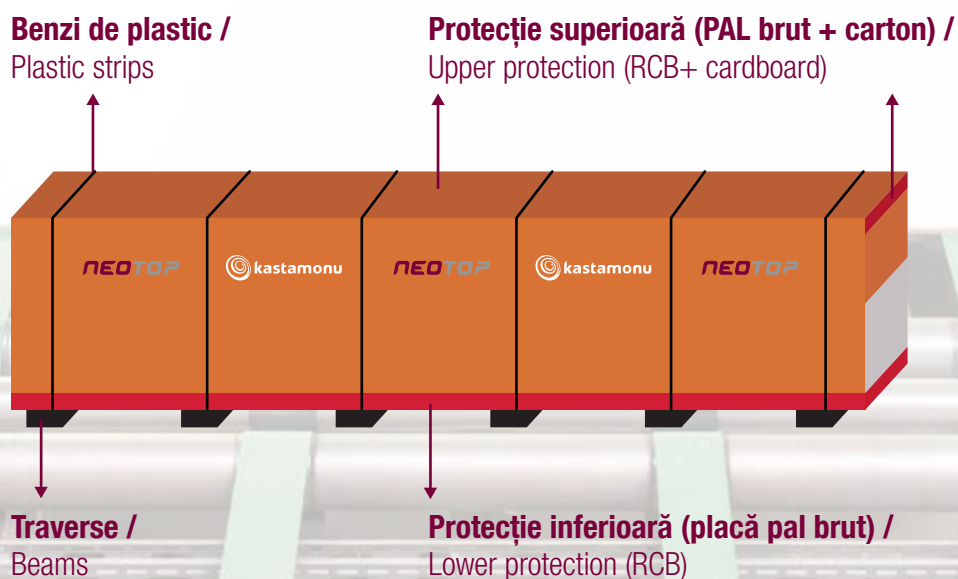 Benzi de plastic /
Plastic strips
Protecție superioară (PAL brut + carton) /
Upper protection (RCB+ cardboard)
NEOTOP
kastamonu
NEOTOP
kastamonu
NEOTOP
Traverse /
Beams
Protecție inferioară (placă pal brut) /
Lower protection (RCB)